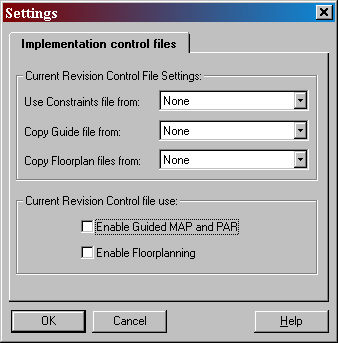 Settings
Implementation control files
Current Revision Control File Settings:
Use Constraints file from: None
Copy Guide file from: None
Copy Floorplan files from: None
Current Revision Control file use:
Enable Guided MAP and PAR
Enable Floorplanning
OK Cancel Help